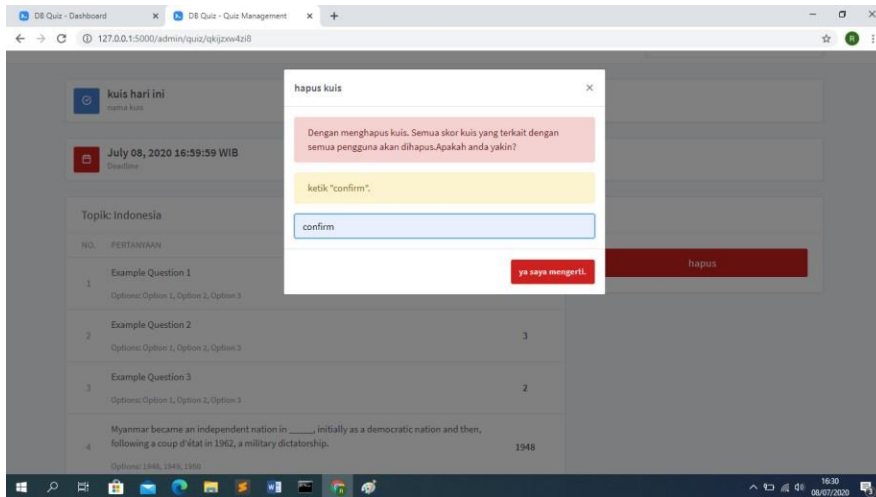 DB Quiz - Dashboard
DB Quiz - Quiz Management
127.0.0.1:5000/admin/quiz/qkijzxw4zi8
R
kuis hari ini
nama kuis
July 08, 2020 16:59:59 WIB
Deadline
hapus kuis
Dengan menghapus kuis. Semua skor kuis yang terkait dengan
semua pengguna akan dihapus.Apakah anda yakin?
ketik "confirm".
confirm
ya saya mengerti.
Topik: Indonesia
NO. PERTANYAAN
1 Example Question 1
Options: Option 1, Option 2, Option 3
2 Example Question 2 3
Options: Option 1, Option 2, Option 3
3 Example Question 3 2
Options: Option 1, Option 2, Option 3
4 Myanmar became an independent nation in _____, initially as a democratic nation and then,
following a coup d'état in 1962, a military dictatorship. 1948
Options: 1948, 1949, 1956
hapus
16:30
08/07/2020